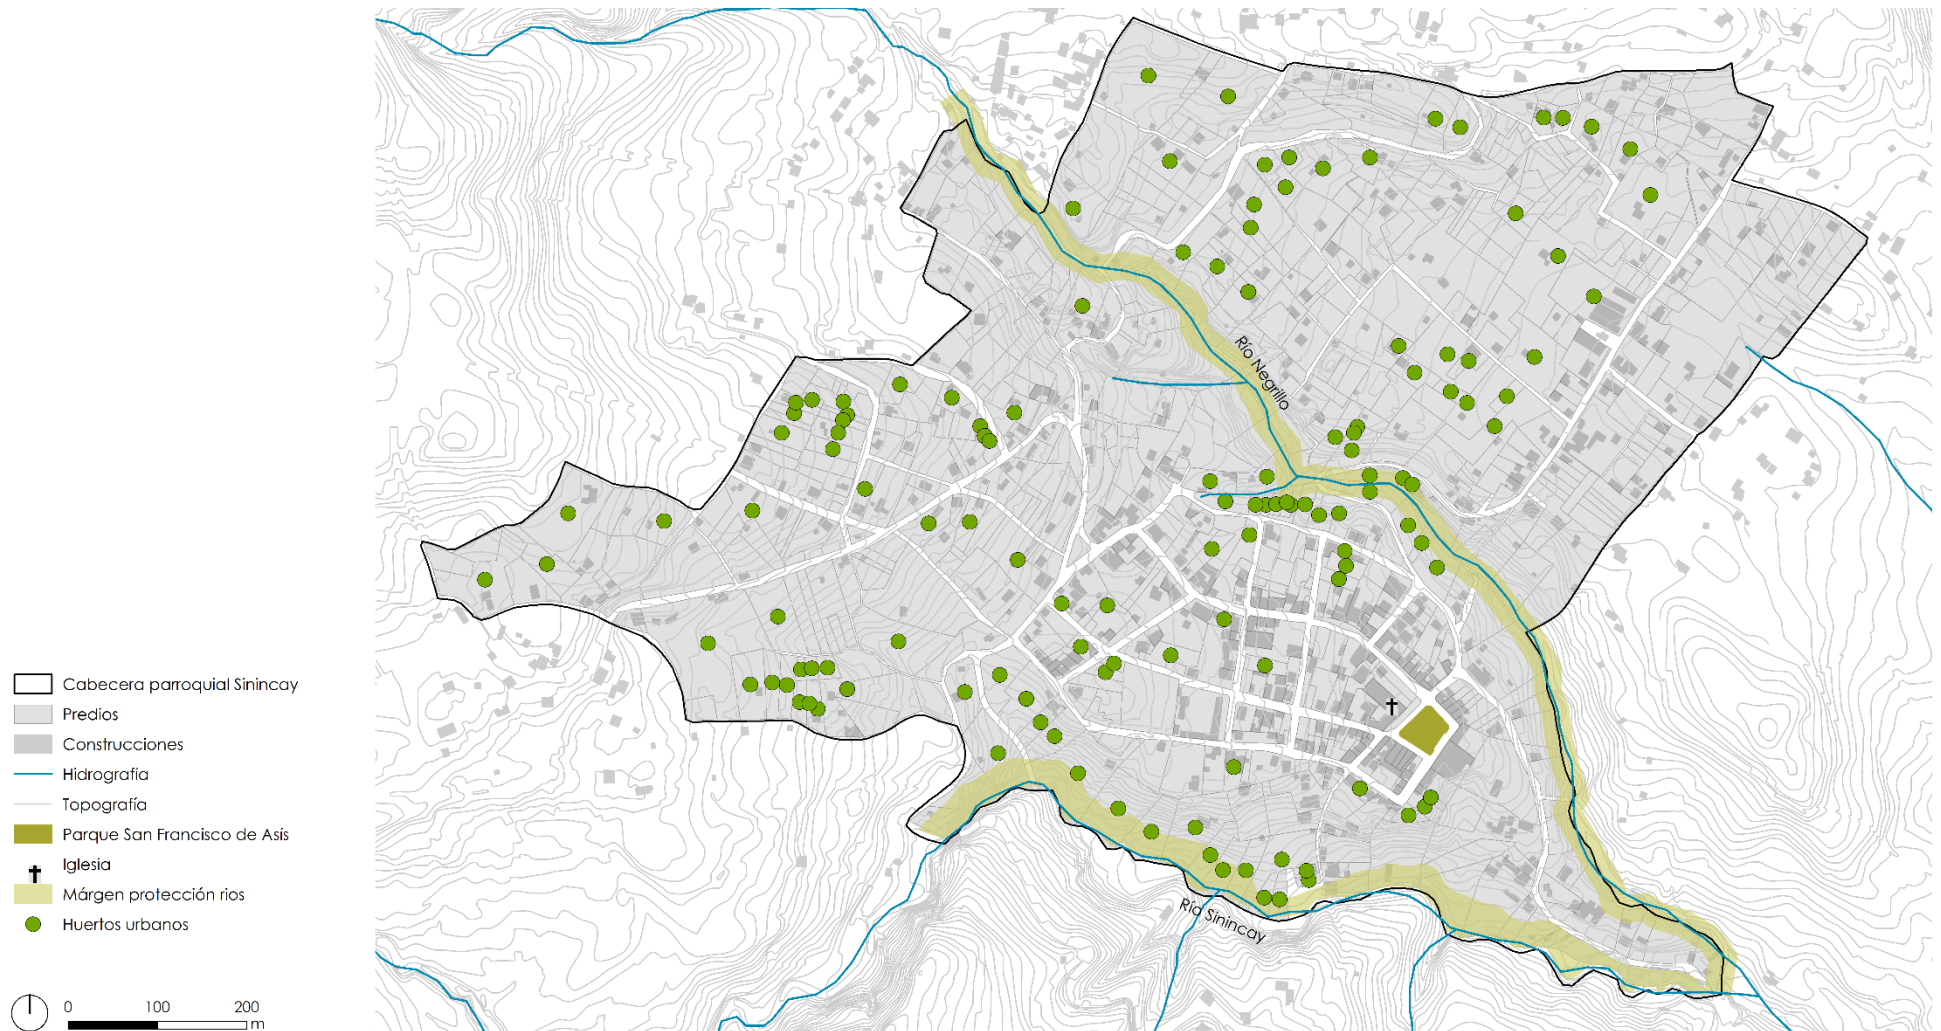 Río Negrillo
Río Sinincay
Cabecera parroquial Sinincay
Predios
Construcciones
Hidrografía
Topografía
Parque San Francisco de Asís
Iglesia
Márgen protección rios
Huertos urbanos
0 100 200
m